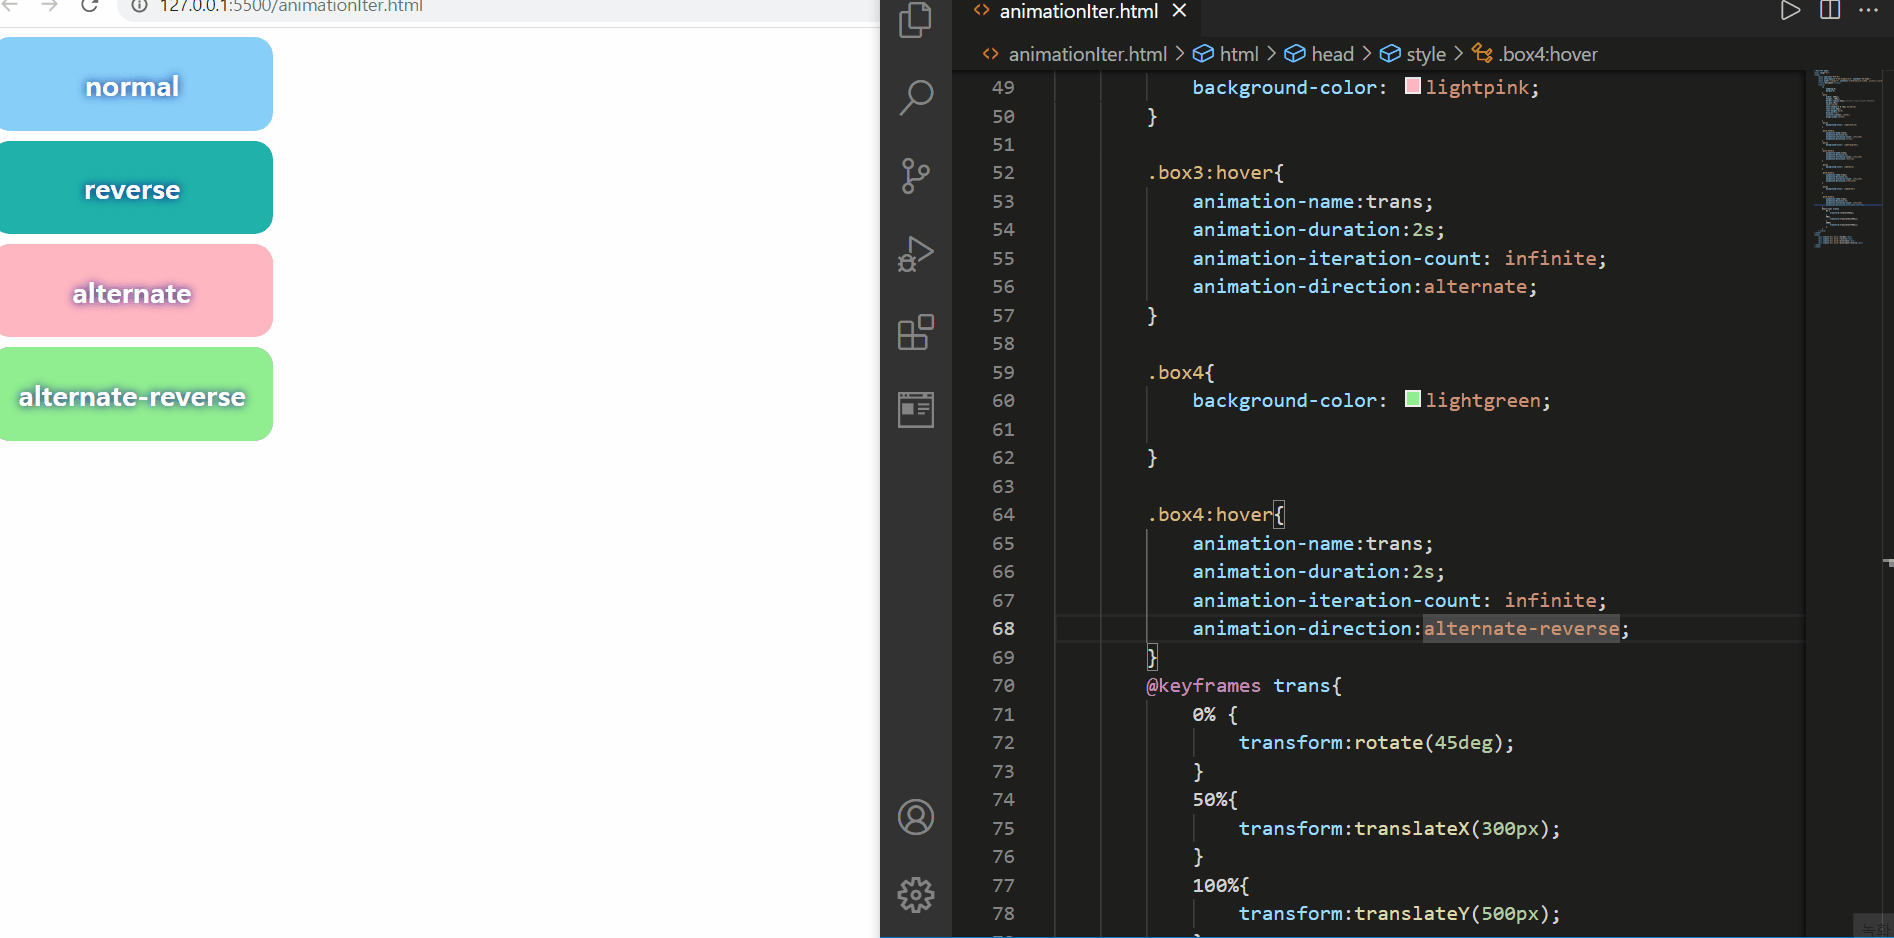 127.0.0.1:5500/animationIter.html
normal
reverse
alternate
alternate-reverse
animationIter.html
animationIter.html > html > head > style > .box4:hover
49 background-color: lightpink;
50 }
51
52 .box3:hover{
53 animation-name:trans;
54 animation-duration:2s;
55 animation-iteration-count: infinite;
56 animation-direction:alternate;
57 }
58
59 .box4{
60 background-color: lightgreen;
61
62 }
63
64 .box4:hover{
65 animation-name:trans;
66 animation-duration:2s;
67 animation-iteration-count: infinite;
68 animation-direction:alternate-reverse;
69 }
70 @keyframes trans{
71 0% {
72 transform:rotate(45deg);
73 }
74 50%{
75 transform:translateX(300px);
76 }
77 100%{
78 transform:translateY(500px);